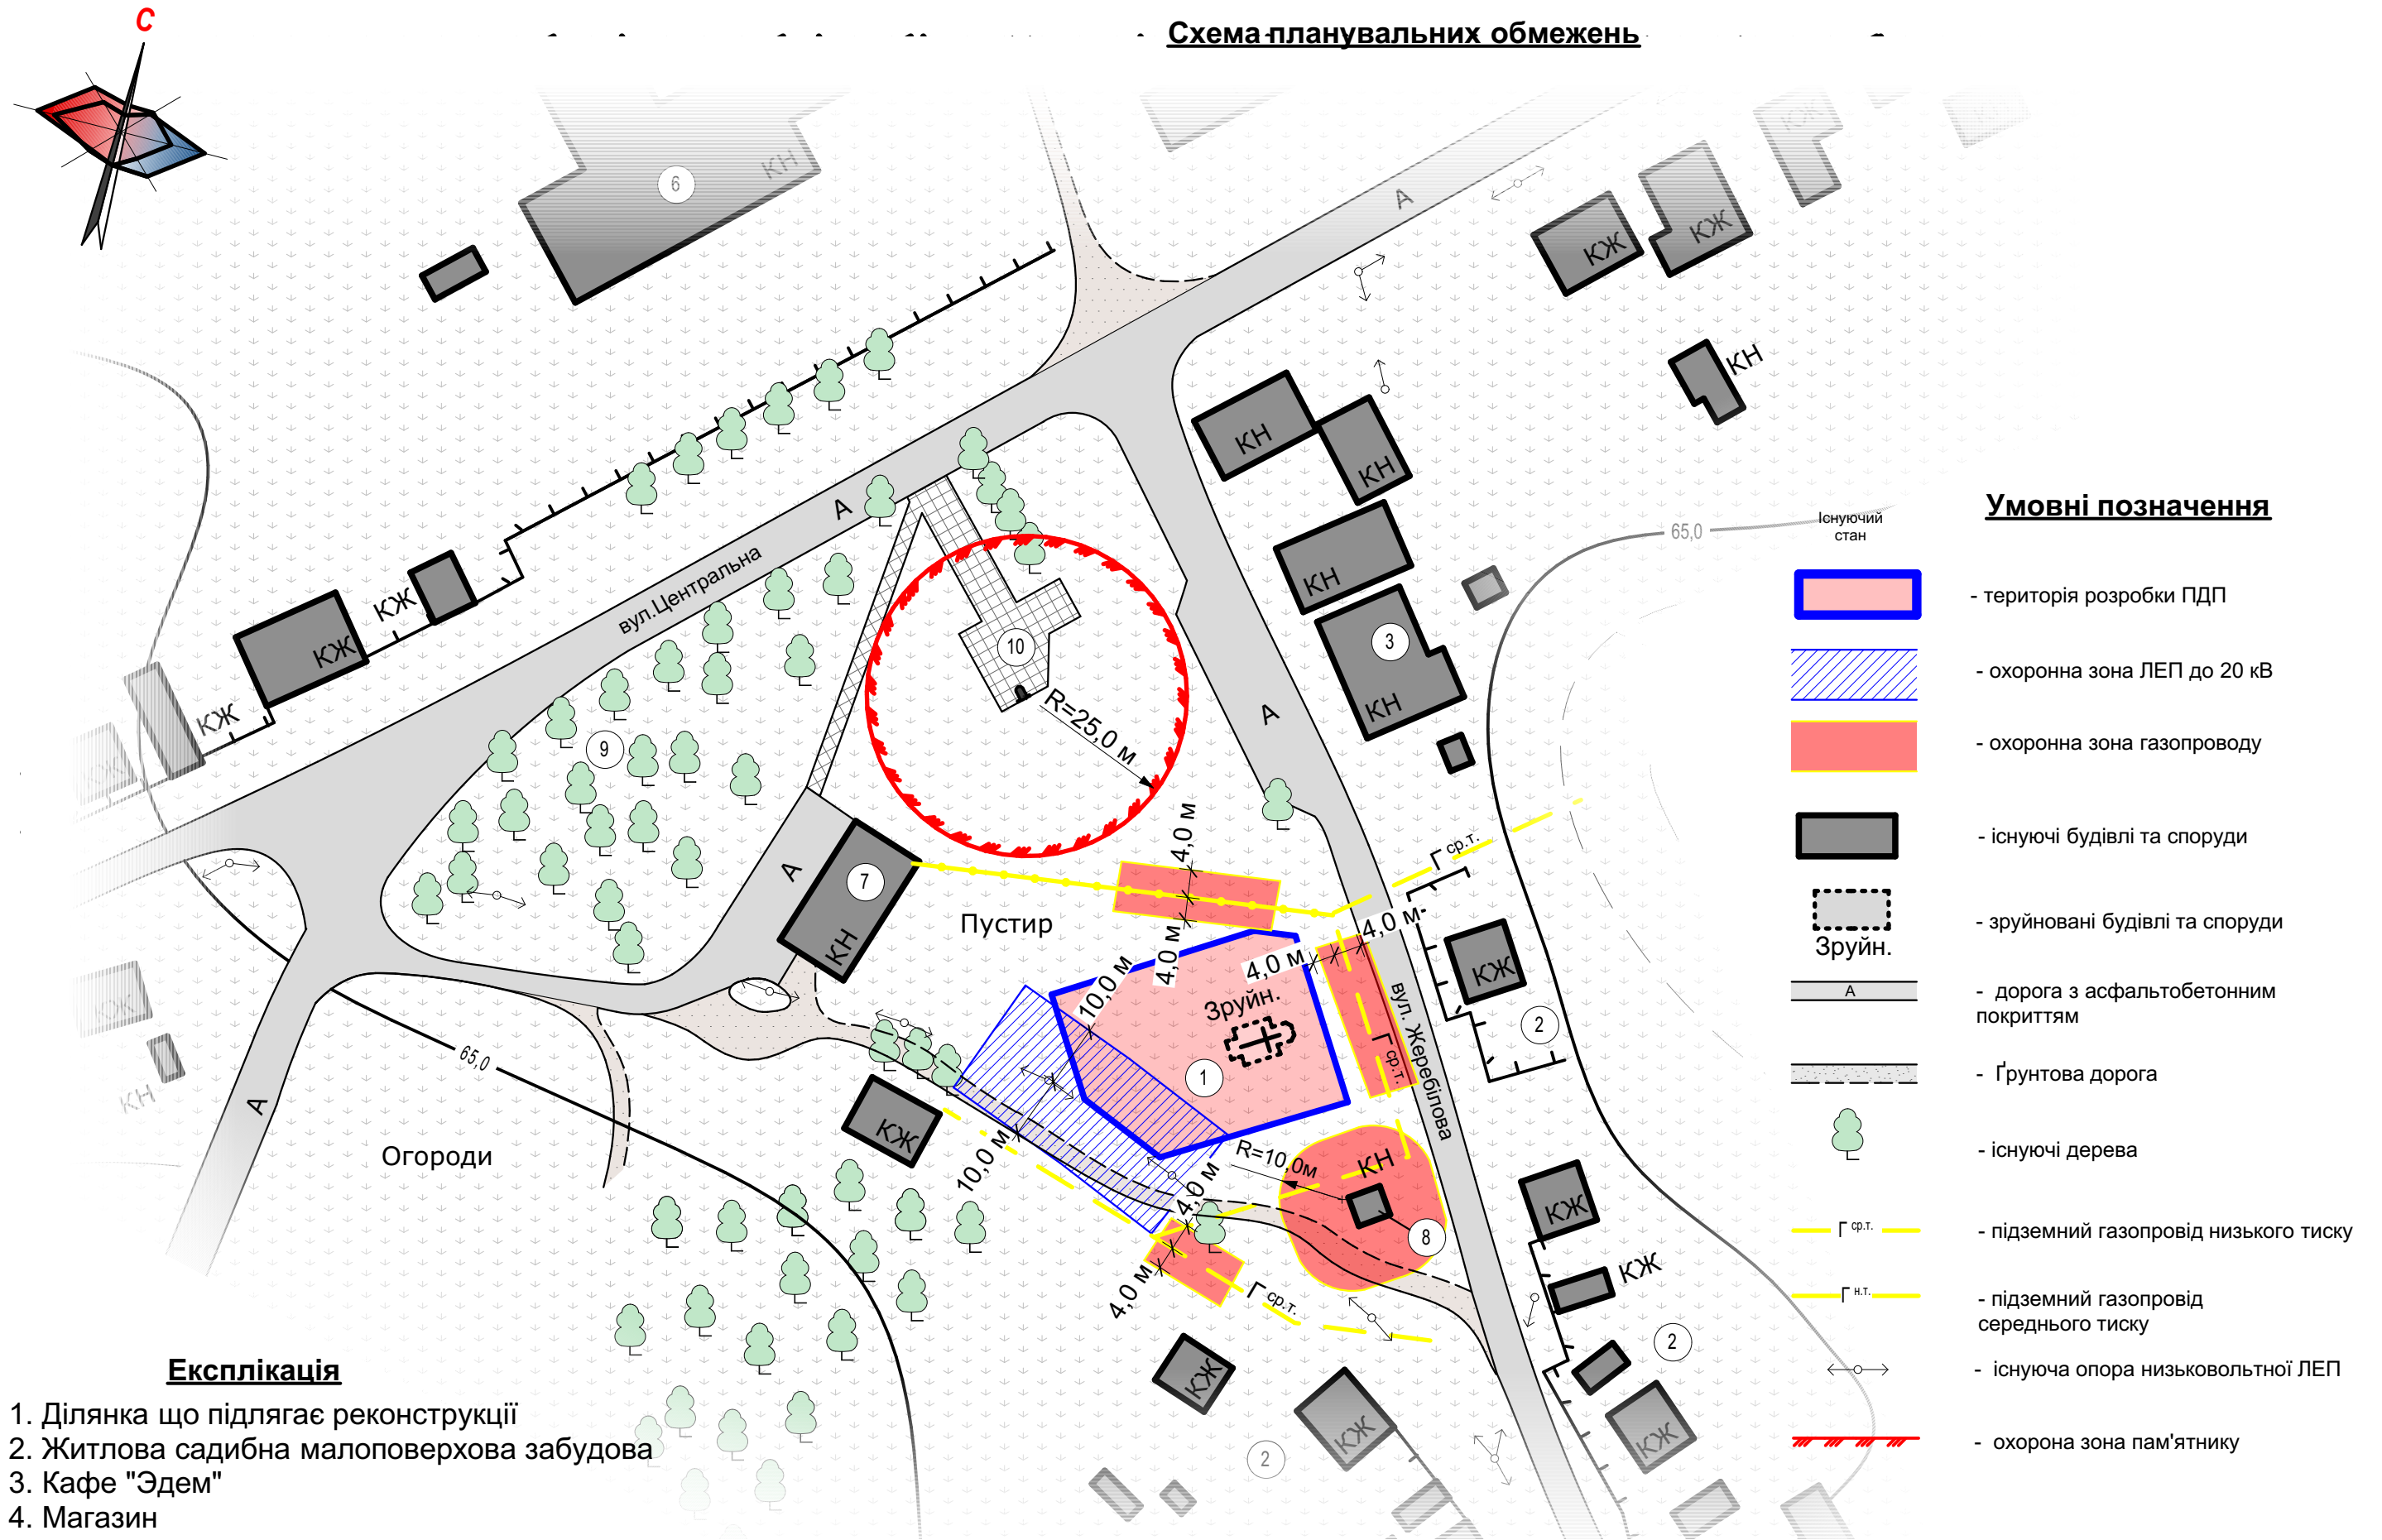 С
Схема планувальних обмежень
6
КН
КЖ
А
КЖ
КЖ
КН
КН
КН
А
вул.Центральна
КЖ
КЖ
КЖ
КЖ
КН
3
КН
65,0
10
R=25,0 м
А
9
4,0 м
Г ср.т.
А
7
КН
Пустир
4,0 м
4,0 м
4,0 м
10,0 м
Зруйн.
1
Г ср.т.
вул. Жеребілова
КЖ
2
КЖ
КН
65,0
А
Огороди
КЖ
10,0 м
R=10,0м
КН
8
4,0 м
4,0 м
Г ср.т.
КЖ
КЖ
2
КЖ
КЖ
КЖ
2
Умовні позначення
Існуючий
стан
- територія розробки ПДП
- охоронна зона ЛЕП до 20 кВ
- охоронна зона газопроводу
- існуючі будівлі та споруди
Зруйн.
- зруйновані будівлі та споруди
А
- дорога з асфальтобетонним
покриттям
- Ґрунтова дорога
- існуючі дерева
Г ср.т.
- підземний газопровід низького тиску
Г н.т.
- підземний газопровід
середнього тиску
- існуюча опора низьковольтної ЛЕП
- охорона зона пам'ятнику
Експлікація
1. Ділянка що підлягає реконструкції
2. Житлова садибна малоповерхова забудова
3. Кафе "Эдем"
4. Магазин